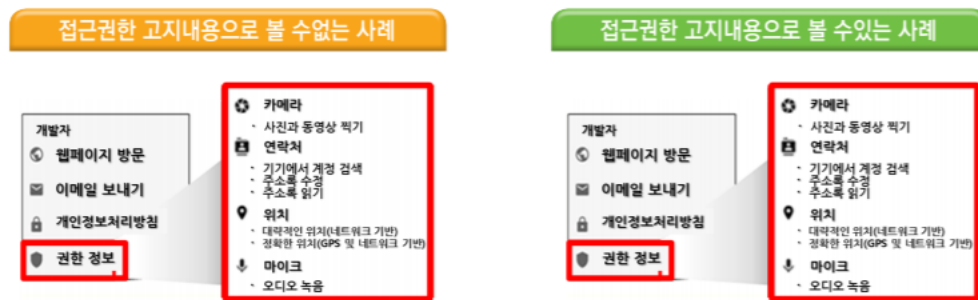 접근권한 고지내용으로 볼 수없는 사례
개발자
웹페이지 방문
이메일 보내기
개인정보처리방침
권한 정보
카메라
· 사진과 동영상 찍기
연락처
· 기기에서 계정 검색
· 주소록 수정
· 주소록 읽기
위치
· 대략적인 위치(네트워크 기반)
· 정확한 위치(GPS 및 네트워크 기반)
마이크
· 오디오 녹음
접근권한 고지내용으로 볼 수있는 사례
개발자
웹페이지 방문
이메일 보내기
개인정보처리방침
권한 정보
카메라
· 사진과 동영상 찍기
연락처
· 기기에서 계정 검색
· 주소록 수정
· 주소록 읽기
위치
· 대략적인 위치(네트워크 기반)
· 정확한 위치(GPS 및 네트워크 기반)
마이크
· 오디오 녹음